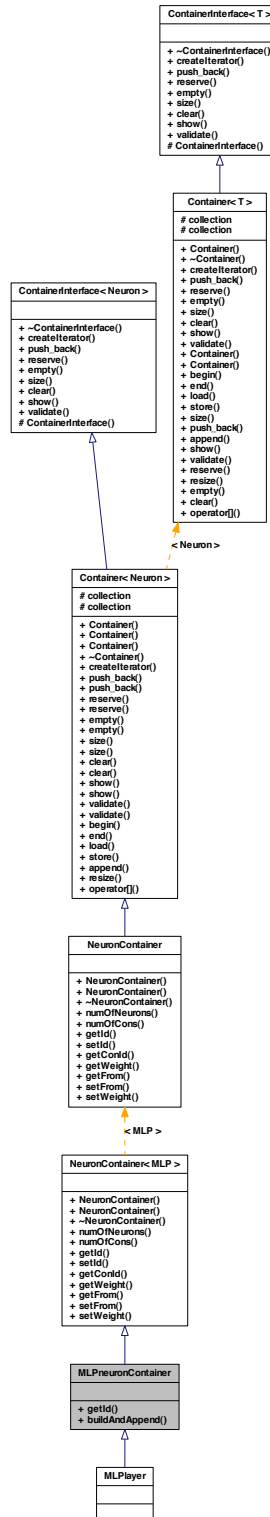 ContainerInterface< T >
+ ~ContainerInterface()
+ createIterator()
+ push_back()
+ reserve()
+ empty()
+ size()
+ clear()
+ show()
+ validate()
# ContainerInterface()
Container< T >
# collection
# collection
+ Container()
+ ~Container()
+ createIterator()
+ push_back()
+ reserve()
+ empty()
+ size()
+ clear()
+ show()
+ validate()
+ Container()
+ Container()
+ begin()
+ end()
+ load()
+ store()
+ size()
+ push_back()
+ append()
+ show()
+ validate()
+ reserve()
+ resize()
+ empty()
+ clear()
+ operator[]()
ContainerInterface< Neuron >
+ ~ContainerInterface()
+ createIterator()
+ push_back()
+ reserve()
+ empty()
+ size()
+ clear()
+ show()
+ validate()
# ContainerInterface()
< Neuron >
Container< Neuron >
# collection
# collection
+ Container()
+ Container()
+ Container()
+ ~Container()
+ createIterator()
+ push_back()
+ push_back()
+ reserve()
+ reserve()
+ empty()
+ empty()
+ size()
+ size()
+ clear()
+ clear()
+ show()
+ show()
+ validate()
+ validate()
+ begin()
+ end()
+ load()
+ store()
+ append()
+ resize()
+ operator[]()
NeuronContainer
+ NeuronContainer()
+ NeuronContainer()
+ ~NeuronContainer()
+ numOfNeurons()
+ numOfCons()
+ getId()
+ setId()
+ getConId()
+ getWeight()
+ getFrom()
+ setFrom()
+ setWeight()
< MLP >
NeuronContainer< MLP >
+ NeuronContainer()
+ NeuronContainer()
+ ~NeuronContainer()
+ numOfNeurons()
+ numOfCons()
+ getId()
+ setId()
+ getConId()
+ getWeight()
+ getFrom()
+ setFrom()
+ setWeight()
MLPneuronContainer
+ getId()
+ buildAndAppend()
MLPlayer